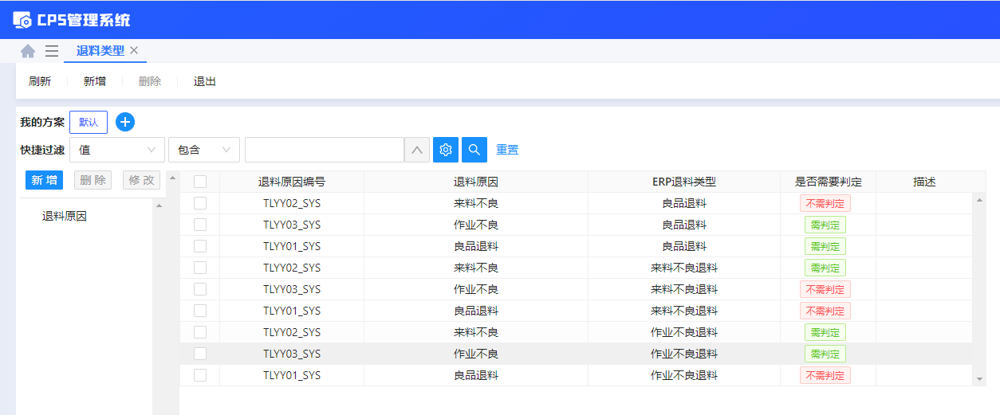 CPS管理系统
退料类型
刷新 新增 删除 退出
我的方案 默认
快捷过滤 值 包含 重置
新 增 删 除 修 改
退料原因
退料原因编号 退料原因 ERP退料类型 是否需要判定 描述
TLYY02_SYS 来料不良 良品退料 不需判定
TLYY03_SYS 作业不良 良品退料 需判定
TLYY01_SYS 良品退料 良品退料 需判定
TLYY02_SYS 来料不良 来料不良退料 需判定
TLYY03_SYS 作业不良 来料不良退料 不需判定
TLYY01_SYS 良品退料 来料不良退料 不需判定
TLYY02_SYS 来料不良 作业不良退料 需判定
TLYY03_SYS 作业不良 作业不良退料 需判定
TLYY01_SYS 良品退料 作业不良退料 不需判定